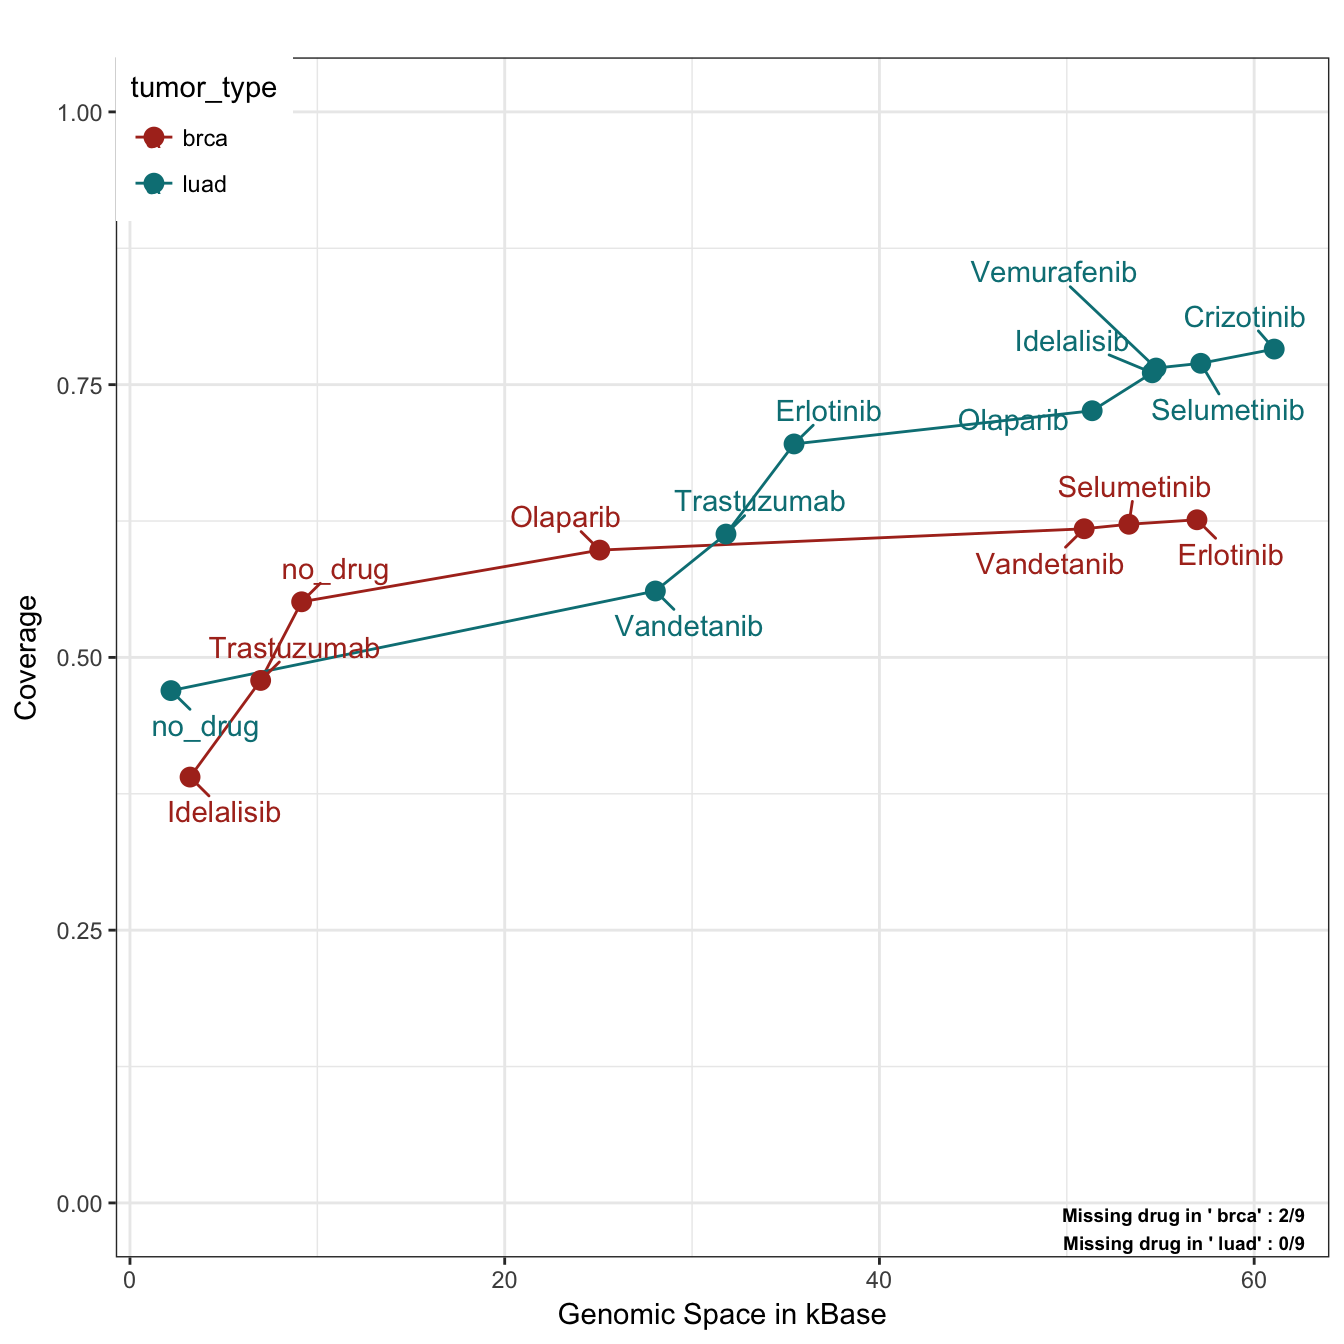 tumor_type
brca
luad
1.00
0.75
0.50
0.25
0.00
Coverage
Vemurafenib
Crizotinib
Idelalisib
Erlotinib
Olaparib
Selumetinib
Trastuzumab
Selumetinib
Olaparib
Vandetanib
Erlotinib
no_drug
Vandetanib
Trastuzumab
no_drug
Idelalisib
Missing drug in ' brca' : 2/9
Missing drug in ' luad' : 0/9
0
20
40
60
Genomic Space in kBase